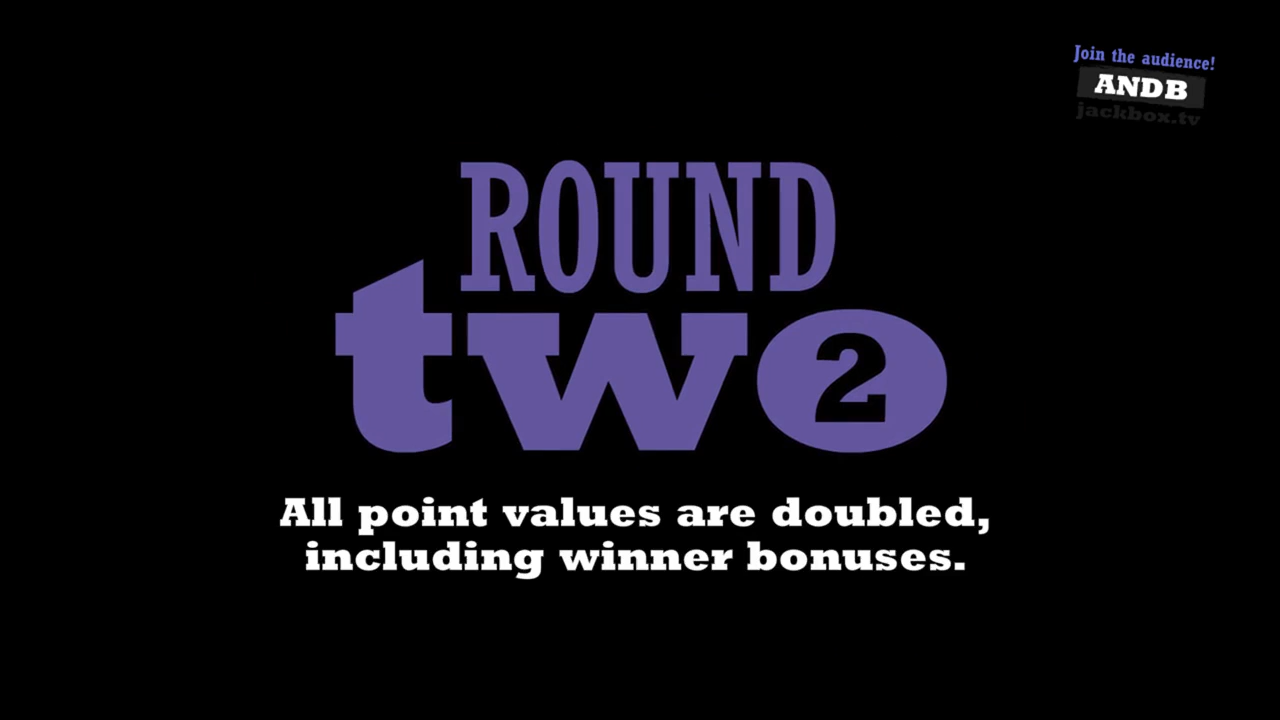 Join the audience!
ANDB
jackbox.tv
ROUND
two
2
All point values are doubled,
including winner bonuses.